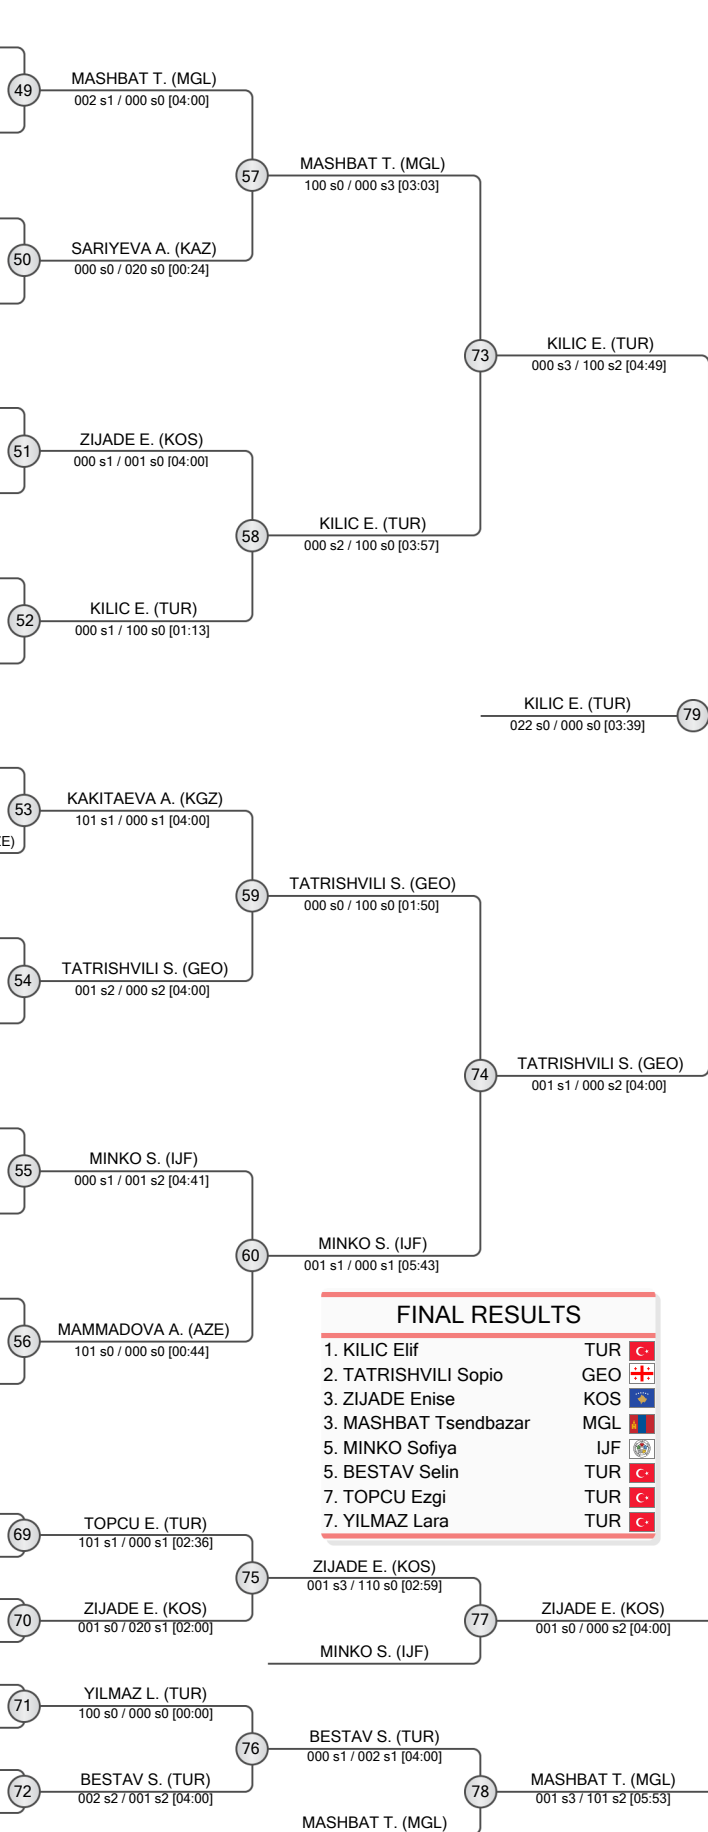 49
MASHBAT T. (MGL)
002 s1 / 000 s0 [04:00]
57
MASHBAT T. (MGL)
100 s0 / 000 s3 [03:03]
50
SARIYEVA A. (KAZ)
000 s0 / 020 s0 [00:24]
73
KILIC E. (TUR)
000 s3 / 100 s2 [04:49]
51
ZIJADE E. (KOS)
000 s1 / 001 s0 [04:00]
58
KILIC E. (TUR)
000 s2 / 100 s0 [03:57]
52
KILIC E. (TUR)
000 s1 / 100 s0 [01:13]
KILIC E. (TUR)
022 s0 / 000 s0 [03:39]
79
53
KAKITAEVA A. (KGZ)
101 s1 / 000 s1 [04:00]
E)
59
TATRISHVILI S. (GEO)
000 s0 / 100 s0 [01:50]
54
TATRISHVILI S. (GEO)
001 s2 / 000 s2 [04:00]
74
TATRISHVILI S. (GEO)
001 s1 / 000 s2 [04:00]
55
MINKO S. (IJF)
000 s1 / 001 s2 [04:41]
60
MINKO S. (IJF)
001 s1 / 000 s1 [05:43]
56
MAMMADOVA A. (AZE)
101 s0 / 000 s0 [00:44]
FINAL RESULTS
1. KILIC Elif TUR
2. TATRISHVILI Sopio GEO
3. ZIJADE Enise KOS
3. MASHBAT Tsendbazar MGL
5. MINKO Sofiya IJF
5. BESTAV Selin TUR
7. TOPCU Ezgi TUR
7. YILMAZ Lara TUR
69
TOPCU E. (TUR)
101 s1 / 000 s1 [02:36]
75
ZIJADE E. (KOS)
001 s3 / 110 s0 [02:59]
70
ZIJADE E. (KOS)
001 s0 / 020 s1 [02:00]
77
ZIJADE E. (KOS)
001 s0 / 000 s2 [04:00]
MINKO S. (IJF)
71
YILMAZ L. (TUR)
100 s0 / 000 s0 [00:00]
76
BESTAV S. (TUR)
000 s1 / 002 s1 [04:00]
72
BESTAV S. (TUR)
002 s2 / 001 s2 [04:00]
78
MASHBAT T. (MGL)
001 s3 / 101 s2 [05:53]
MASHBAT T. (MGL)